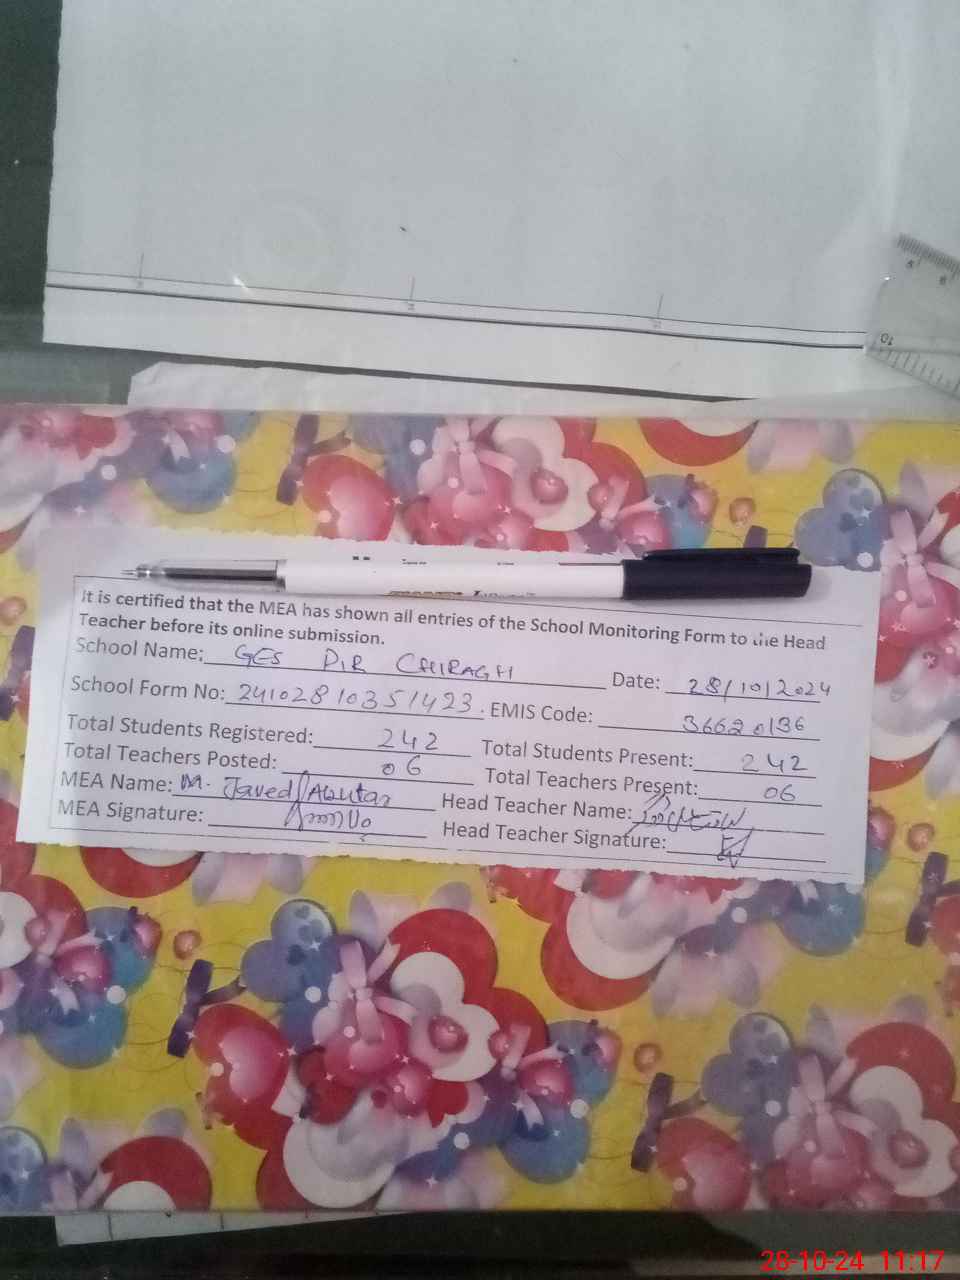 It is certified that the MEA has shown all entries of the School Monitoring Form to the Head
Teacher before its online submission.
School Name: GES PIR CHIRAGH Date: 28/10/2024
School Form No: 24102810351423. EMIS Code: 36620136
Total Students Registered: 242 Total Students Present: 242
Total Teachers Posted: 06 Total Teachers Present: 06
MEA Name: M. Javed Akhtar Head Teacher Name:
MEA Signature: Head Teacher Signature:
28-10-24 11:17